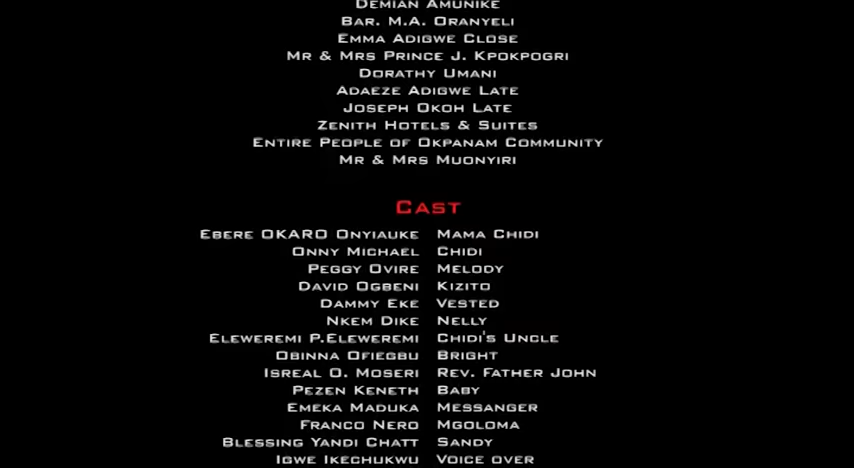 Demian Amunike
Bar. M.A. Oranyeli
Emma Adigwe Close
Mr & Mrs Prince J. Kpokpogri
Dorathy Umani
Adaeze Adigwe Late
Joseph Okoh Late
Zenith Hotels & Suites
Entire People of Okpanam Community
Mr & Mrs Muonyiri
Cast
Ebere OKARO Onyiauke Mama Chidi
Onny Michael Chidi
Peggy Ovire Melody
David Ogbeni Kizito
Dammy Eke Vested
Nkem Dike Nelly
Eleweremi P.Eleweremi Chidi's Uncle
Obinna Ofiegbu Bright
Isreal O. Moseri Rev. Father John
Pezen Keneth Baby
Emeka Maduka Messanger
Franco Nero Mgoloma
Blessing Yandi Chatt Sandy
Igwe Ikechukwu Voice over